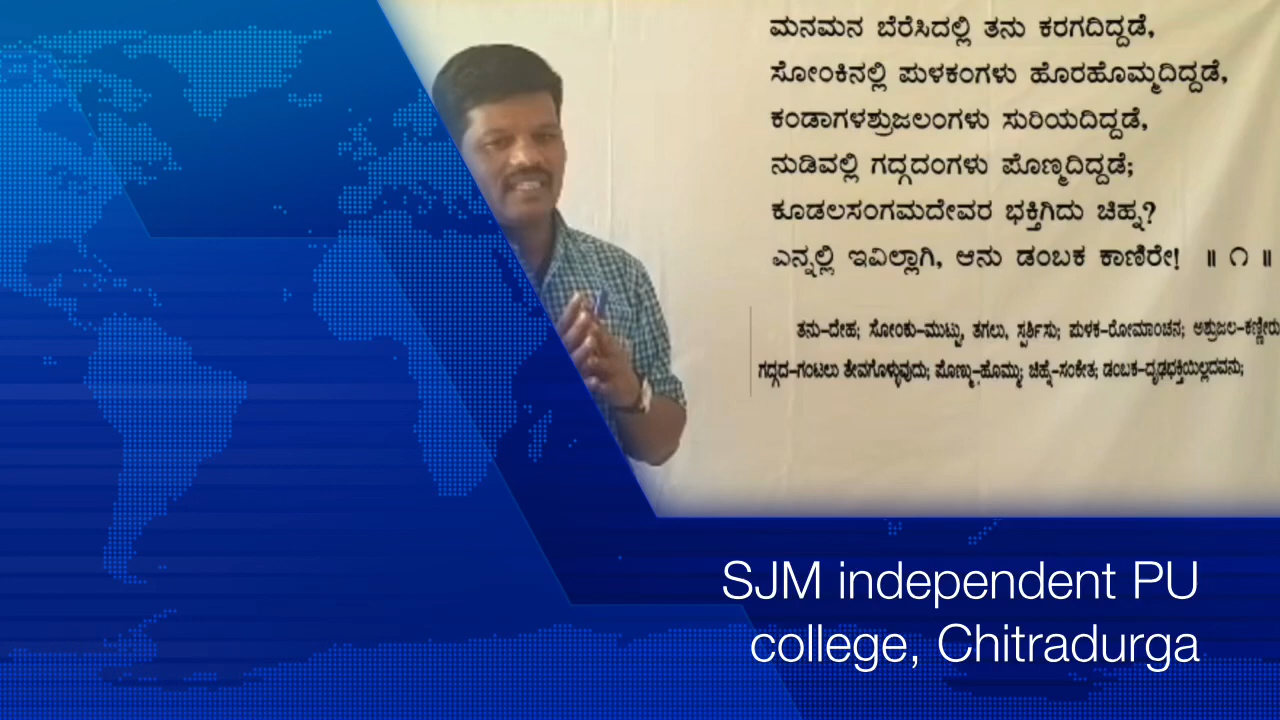 ಮನಮನ ಬೆರೆಸಿದಲ್ಲಿ ತನು ಕರಗದಿದ್ದಡೆ,
ಸೋಂಕಿನಲ್ಲಿ ಪುಳಕಂಗಳು ಹೊರಹೊಮ್ಮದಿದ್ದಡೆ,
ಕಂಡಾಗಳಶ್ರುಜಲಂಗಳು ಸುರಿಯದಿದ್ದಡೆ,
ನುಡಿವಲ್ಲಿ ಗದ್ಗದಂಗಳು ಪೊಣ್ಮದಿದ್ದಡೆ;
ಕೂಡಲಸಂಗಮದೇವರ ಭಕ್ತಿಗಿದು ಚಿಹ್ನ?
ಎನ್ನಲ್ಲಿ ಇವಿಲ್ಲಾಗಿ, ಆನು ಡಂಬಕ ಕಾಣಿರೇ! ॥ ೧ ॥
ತನು-ದೇಹ; ಸೋಂಕು-ಮುಟ್ಟು, ತಗಲು, ಸ್ಪರ್ಶಿಸು; ಪುಳಕ-ರೋಮಾಂಚನ; ಅಶ್ರುಜಲ-ಕಣ್ಣೀರು
ಗದ್ಗದ-ಗಂಟಲು ತೇವಗೊಳ್ಳುವುದು; ಪೊಣ್ಮು-ಹೊಮ್ಮು; ಚಿಹ್ನೆ-ಸಂಕೇತ; ಡಂಬಕ-ದೃಢಭಕ್ತಿಯಿಲ್ಲದವನು;
SJM independent PU
college, Chitradurga